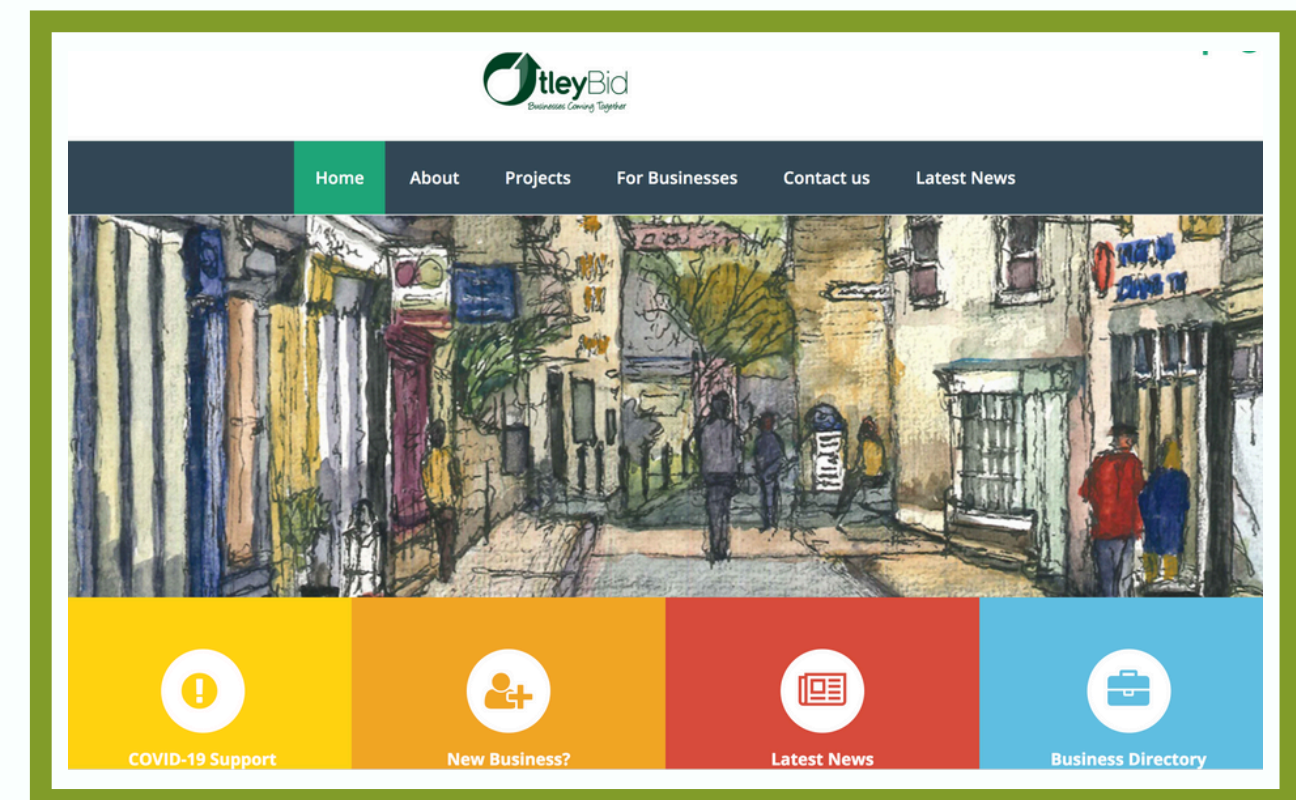 OtleyBid
Businesses Coming Together
Home About Projects For Businesses Contact us Latest News
COVID-19 Support New Business? Latest News Business Directory